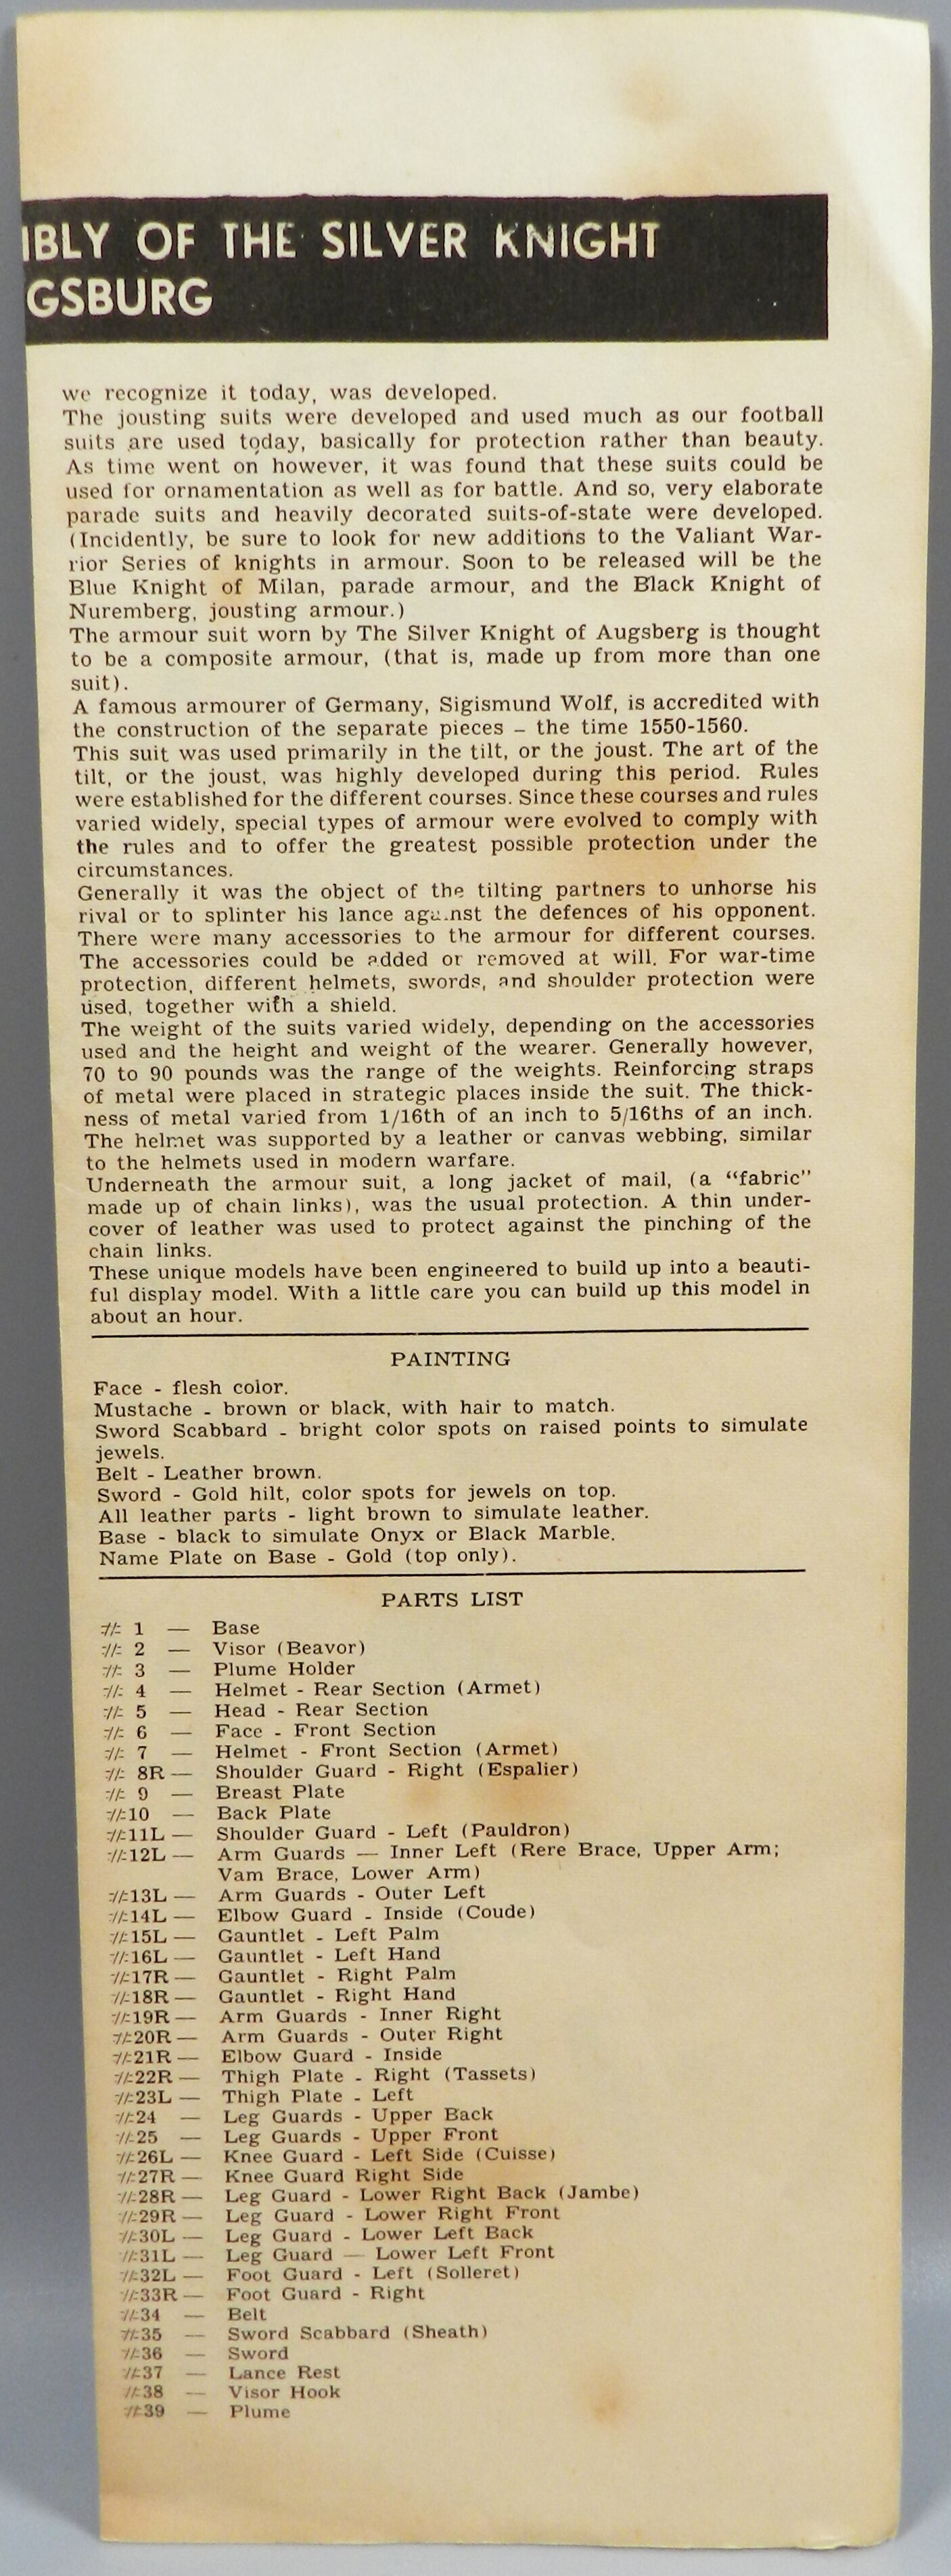 IBLY OF THE SILVER KNIGHT
GSBURG
we recognize it today, was developed.
The jousting suits were developed and used much as our football
suits are used today, basically for protection rather than beauty.
As time went on however, it was found that these suits could be
used for ornamentation as well as for battle. And so, very elaborate
parade suits and heavily decorated suits-of-state were developed.
(Incidently, be sure to look for new additions to the Valiant War-
rior Series of knights in armour. Soon to be released will be the
Blue Knight of Milan, parade armour, and the Black Knight of
Nuremberg, jousting armour.)
The armour suit worn by The Silver Knight of Augsberg is thought
to be a composite armour, (that is, made up from more than one
suit).
A famous armourer of Germany, Sigismund Wolf, is accredited with
the construction of the separate pieces – the time 1550-1560.
This suit was used primarily in the tilt, or the joust. The art of the
tilt, or the joust, was highly developed during this period. Rules
were established for the different courses. Since these courses and rules
varied widely, special types of armour were evolved to comply with
the rules and to offer the greatest possible protection under the
circumstances.
Generally it was the object of the tilting partners to unhorse his
rival or to splinter his lance against the defences of his opponent.
There were many accessories to the armour for different courses.
The accessories could be added or removed at will. For war-time
protection, different helmets, swords, and shoulder protection were
used, together with a shield.
The weight of the suits varied widely, depending on the accessories
used and the height and weight of the wearer. Generally however,
70 to 90 pounds was the range of the weights. Reinforcing straps
of metal were placed in strategic places inside the suit. The thick-
ness of metal varied from 1/16th of an inch to 5/16ths of an inch.
The helmet was supported by a leather or canvas webbing, similar
to the helmets used in modern warfare.
Underneath the armour suit, a long jacket of mail, (a “fabric”
made up of chain links), was the usual protection. A thin under-
cover of leather was used to protect against the pinching of the
chain links.
These unique models have been engineered to build up into a beauti-
ful display model. With a little care you can build up this model in
about an hour.
PAINTING
Face - flesh color.
Mustache - brown or black, with hair to match.
Sword Scabbard - bright color spots on raised points to simulate
jewels.
Belt - Leather brown.
Sword - Gold hilt, color spots for jewels on top.
All leather parts - light brown to simulate leather.
Base - black to simulate Onyx or Black Marble.
Name Plate on Base - Gold (top only).
PARTS LIST
# 1 — Base
# 2 — Visor (Beavor)
# 3 — Plume Holder
# 4 — Helmet - Rear Section (Armet)
# 5 — Head - Rear Section
# 6 — Face - Front Section
# 7 — Helmet - Front Section (Armet)
# 8R — Shoulder Guard - Right (Espalier)
# 9 — Breast Plate
#10 — Back Plate
#11L — Shoulder Guard - Left (Pauldron)
#12L — Arm Guards — Inner Left (Rere Brace, Upper Arm;
Vam Brace, Lower Arm)
#13L — Arm Guards - Outer Left
#14L — Elbow Guard - Inside (Coude)
#15L — Gauntlet - Left Palm
#16L — Gauntlet - Left Hand
#17R — Gauntlet - Right Palm
#18R — Gauntlet - Right Hand
#19R — Arm Guards - Inner Right
#20R — Arm Guards - Outer Right
#21R — Elbow Guard - Inside
#22R — Thigh Plate - Right (Tassets)
#23L — Thigh Plate - Left
#24 — Leg Guards - Upper Back
#25 — Leg Guards - Upper Front
#26L — Knee Guard - Left Side (Cuisse)
#27R — Knee Guard Right Side
#28R — Leg Guard - Lower Right Back (Jambe)
#29R — Leg Guard - Lower Right Front
#30L — Leg Guard - Lower Left Back
#31L — Leg Guard — Lower Left Front
#32L — Foot Guard - Left (Solleret)
#33R — Foot Guard - Right
#34 — Belt
#35 — Sword Scabbard (Sheath)
#36 — Sword
#37 — Lance Rest
#38 — Visor Hook
#39 — Plume